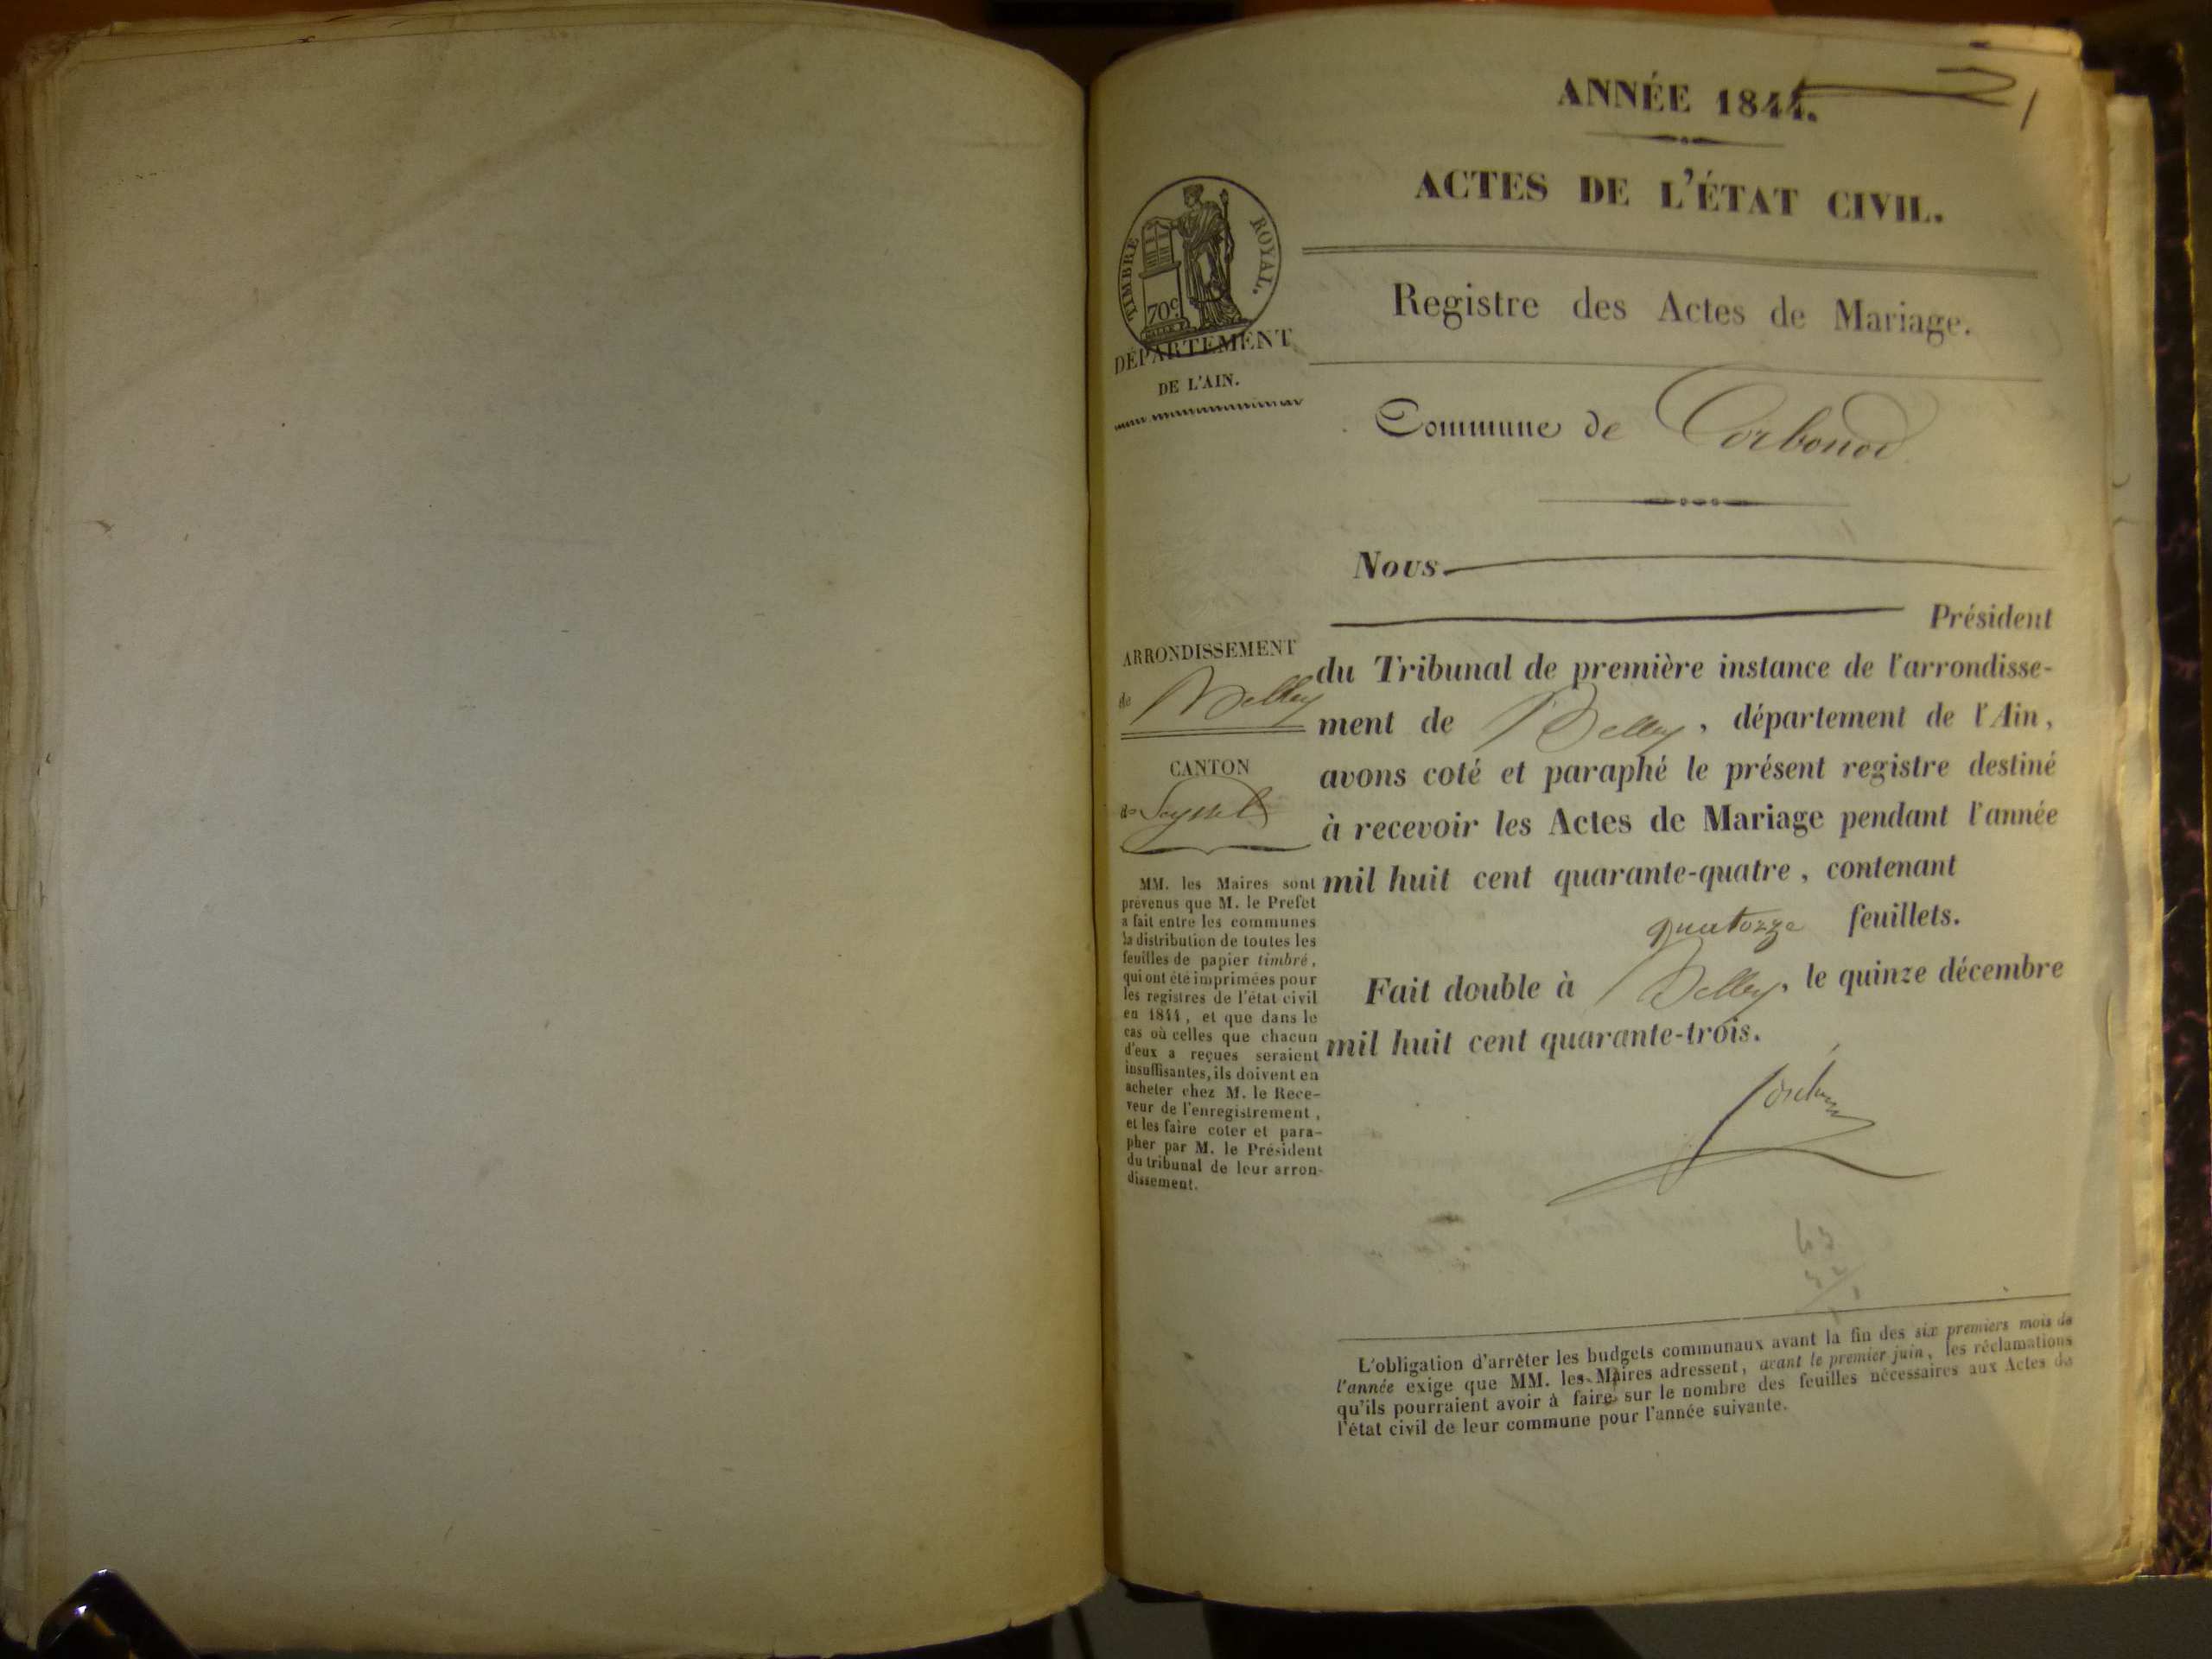 ANNÉE 1844.
1
ACTES DE L'ÉTAT CIVIL.
TIMBRE ROYAL.
70c
DÉPARTEMENT
DE L'AIN.
Registre des Actes de Mariage.
Commune de Corbonod
Nous
Président
du Tribunal de première instance de l'arrondisse-
ment de Belley, département de l'Ain,
avons coté et paraphé le présent registre destiné
à recevoir les Actes de Mariage pendant l'année
mil huit cent quarante-quatre, contenant
quatorze feuillets.
Fait double à Belley, le quinze décembre
mil huit cent quarante-trois.
ARRONDISSEMENT
de Belley
CANTON
de Seyssel
MM. les Maires sont
prévenus que M. le Prefet
a fait entre les communes
la distribution de toutes les
feuilles de papier timbré,
qui ont été imprimées pour
les registres de l'état civil
en 1844, et que dans le
cas où celles que chacun
d'eux a reçues seraient
insuffisantes, ils doivent en
acheter chez M. le Rece-
veur de l'enregistrement,
et les faire coter et para-
pher par M. le Président
du tribunal de leur arron-
dissement.
L'obligation d'arrêter les budgets communaux avant la fin des six premiers mois de
l'année exige que MM. les Maires adressent, avant le premier juin, les réclamations
qu'ils pourraient avoir à faire sur le nombre des feuilles nécessaires aux Actes de
l'état civil de leur commune pour l'année suivante.